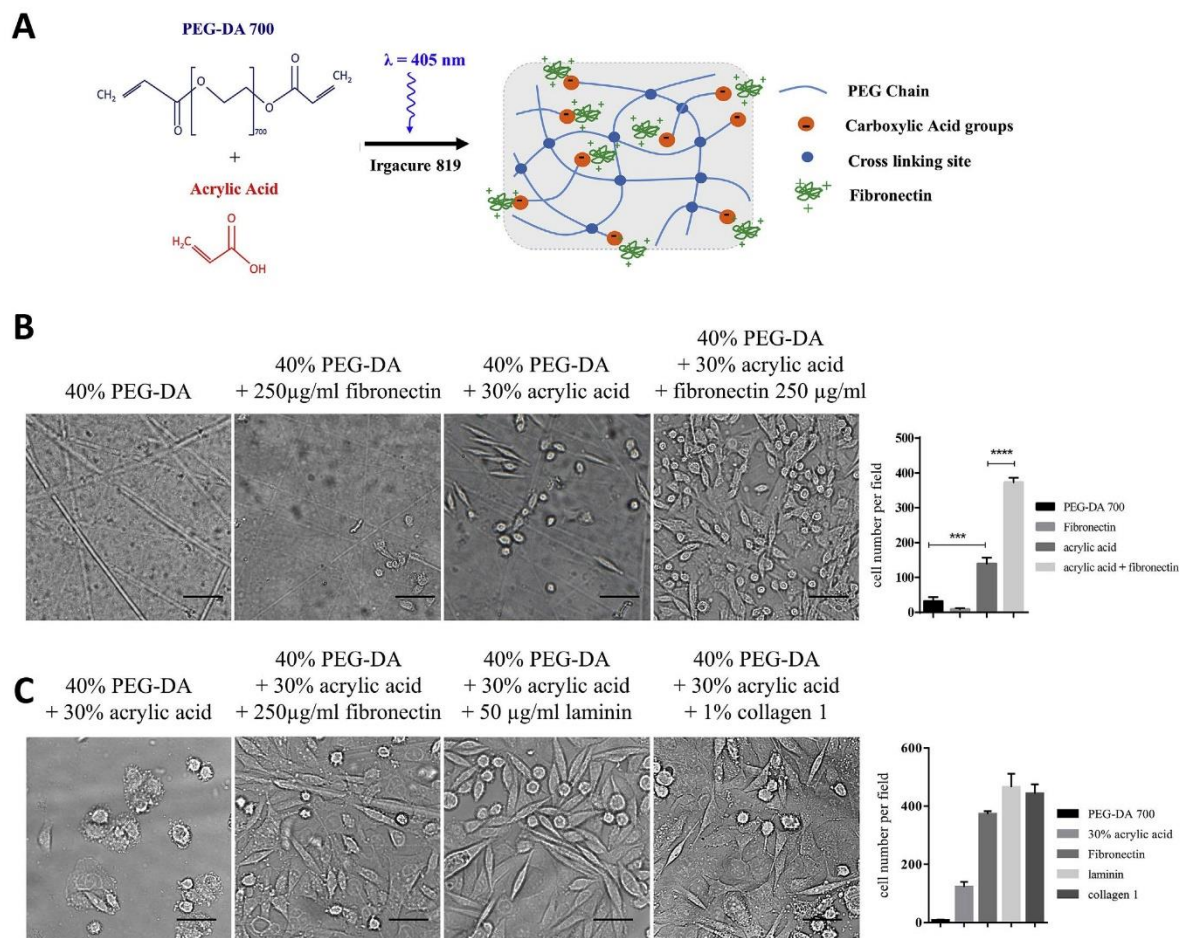 A
PEG-DA 700
λ = 405 nm
O
CH₂
O
O
O
CH₂
700
+
Irgacure 819
Acrylic Acid
O
H₂C
OH
PEG Chain
Carboxylic Acid groups
Cross linking site
Fibronectin
B
40% PEG-DA
40% PEG-DA
+ 250µg/ml fibronectin
40% PEG-DA
+ 30% acrylic acid
40% PEG-DA
+ 30% acrylic acid
+ fibronectin 250 µg/ml
cell number per field
500
400
300
200
100
0
***
****
PEG-DA 700
Fibronectin
acrylic acid
acrylic acid + fibronectin
C
40% PEG-DA
+ 30% acrylic acid
40% PEG-DA
+ 30% acrylic acid
+ 250µg/ml fibronectin
40% PEG-DA
+ 30% acrylic acid
+ 50 µg/ml laminin
40% PEG-DA
+ 30% acrylic acid
+ 1% collagen 1
cell number per field
600
400
200
0
PEG-DA 700
30% acrylic acid
Fibronectin
laminin
collagen 1